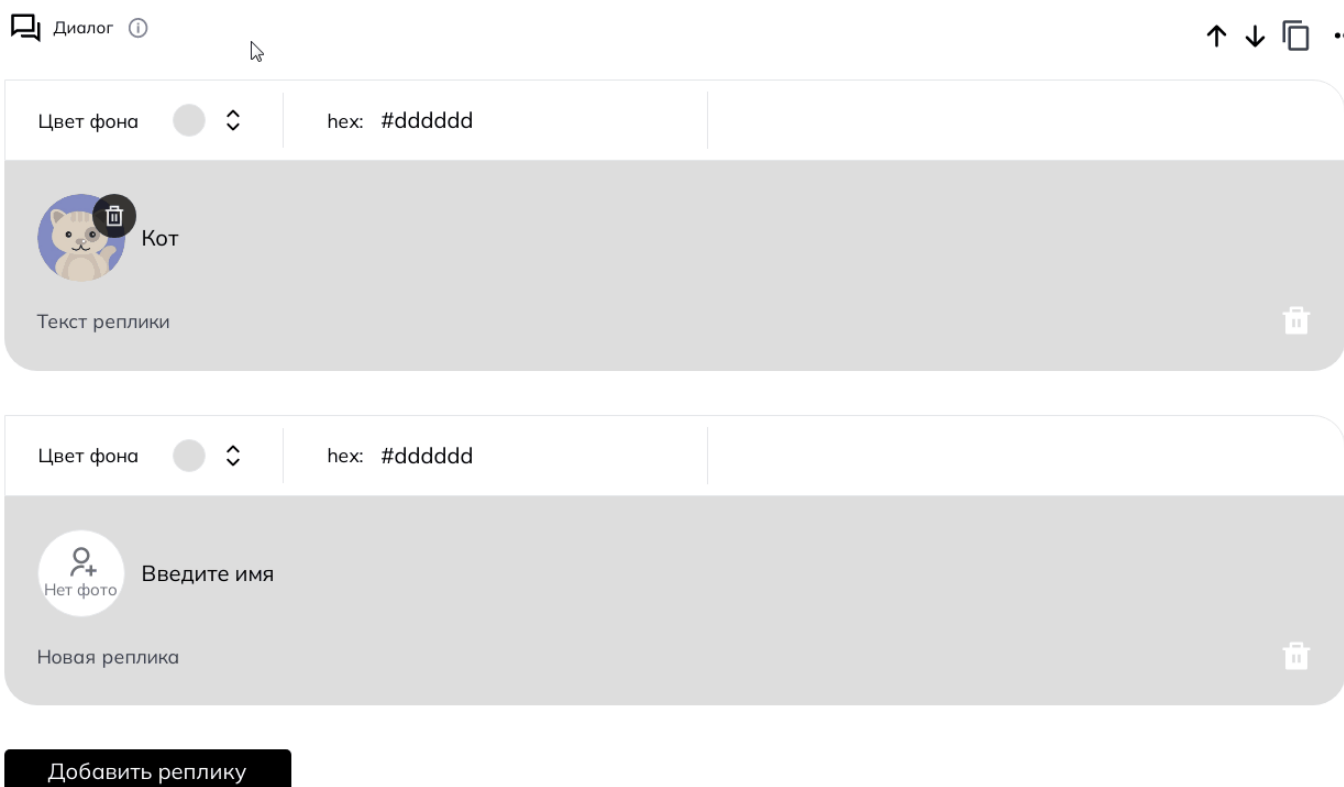 Диалог
Цвет фона hex: #dddddd
Кот
Текст реплики
Цвет фона hex: #dddddd
Нет фото
Введите имя
Новая реплика
Добавить реплику